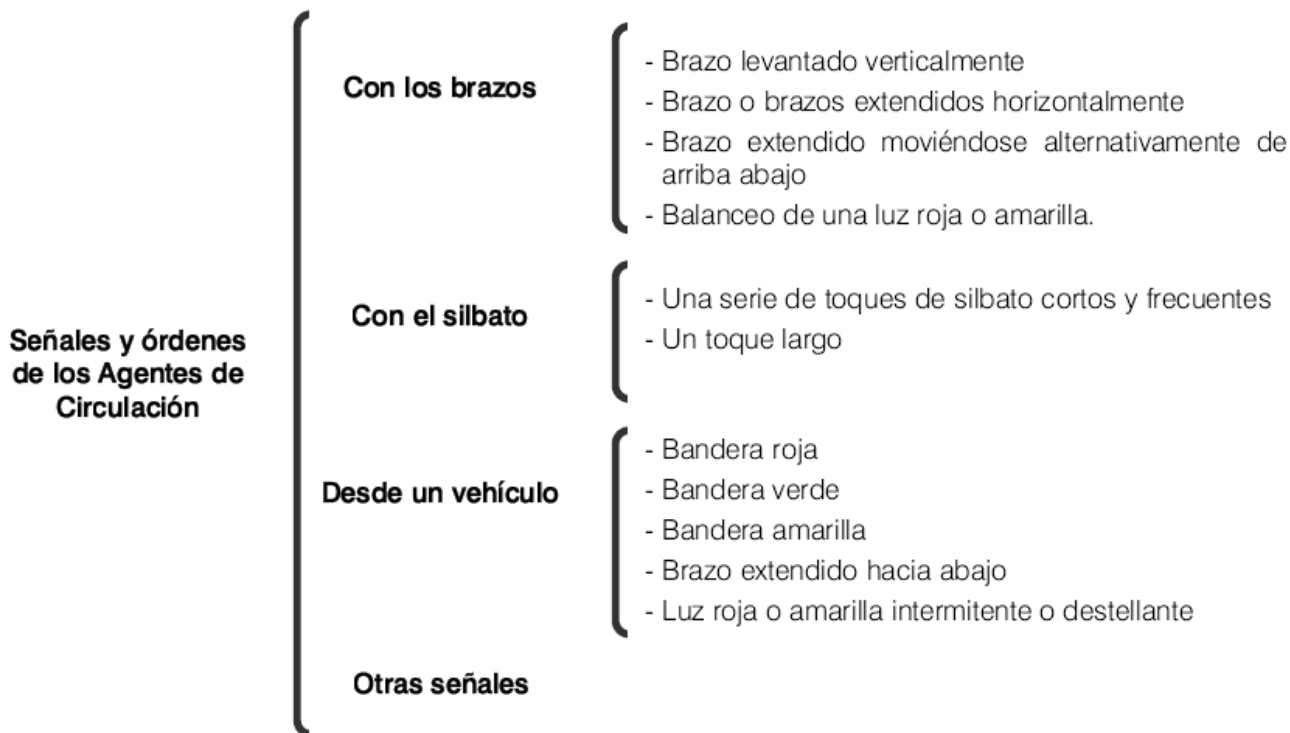 Señales y órdenes
de los Agentes de
Circulación
Con los brazos
- Brazo levantado verticalmente
- Brazo o brazos extendidos horizontalmente
- Brazo extendido moviéndose alternativamente de
arriba abajo
- Balanceo de una luz roja o amarilla.
Con el silbato
- Una serie de toques de silbato cortos y frecuentes
- Un toque largo
Desde un vehículo
- Bandera roja
- Bandera verde
- Bandera amarilla
- Brazo extendido hacia abajo
- Luz roja o amarilla intermitente o destellante
Otras señales